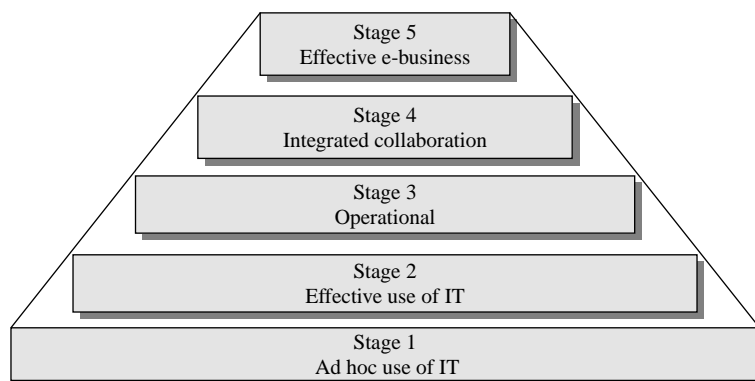 Stage 5
Effective e-business
Stage 4
Integrated collaboration
Stage 3
Operational
Stage 2
Effective use of IT
Stage 1
Ad hoc use of IT